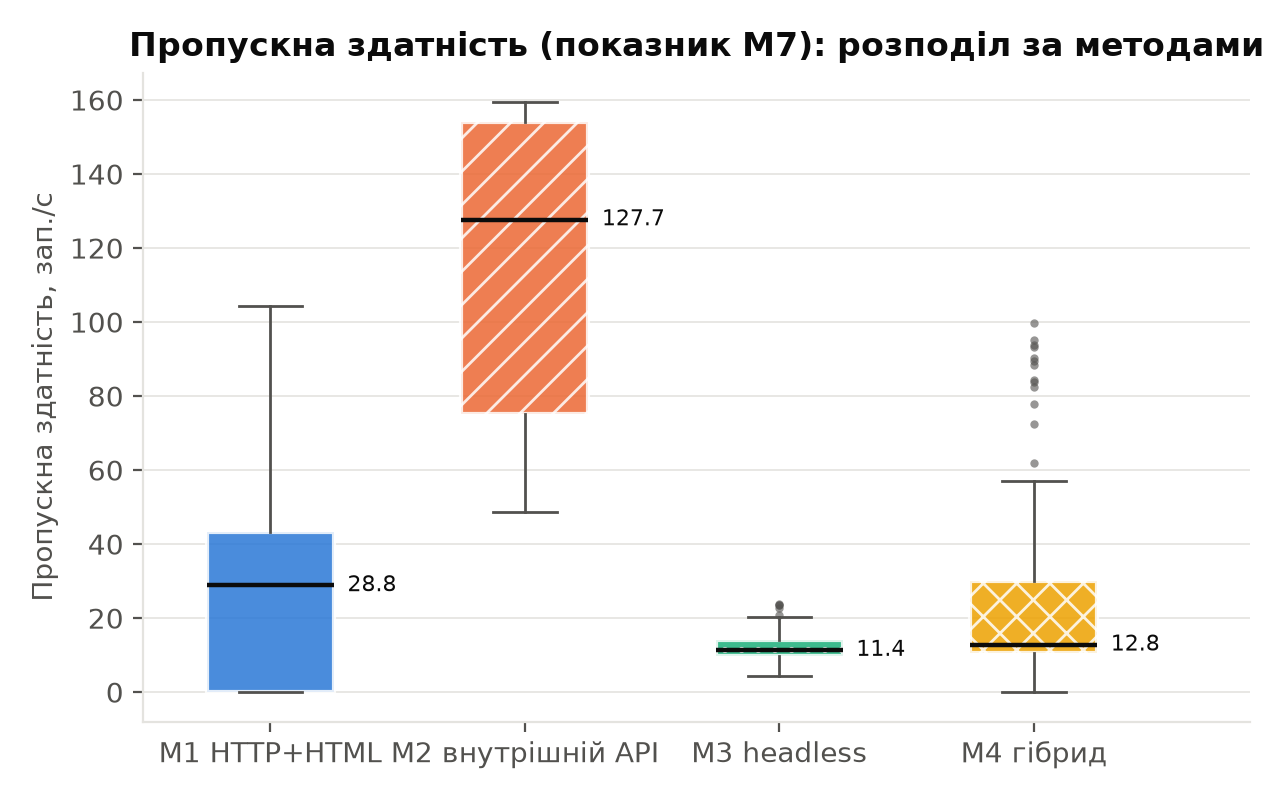 Пропускна здатність (показник M7): розподіл за методами
Пропускна здатність, зап./с
160
140
120
100
80
60
40
20
0
127.7
28.8
11.4
12.8
M1 HTTP+HTML
M2 внутрішній API
M3 headless
M4 гібрид